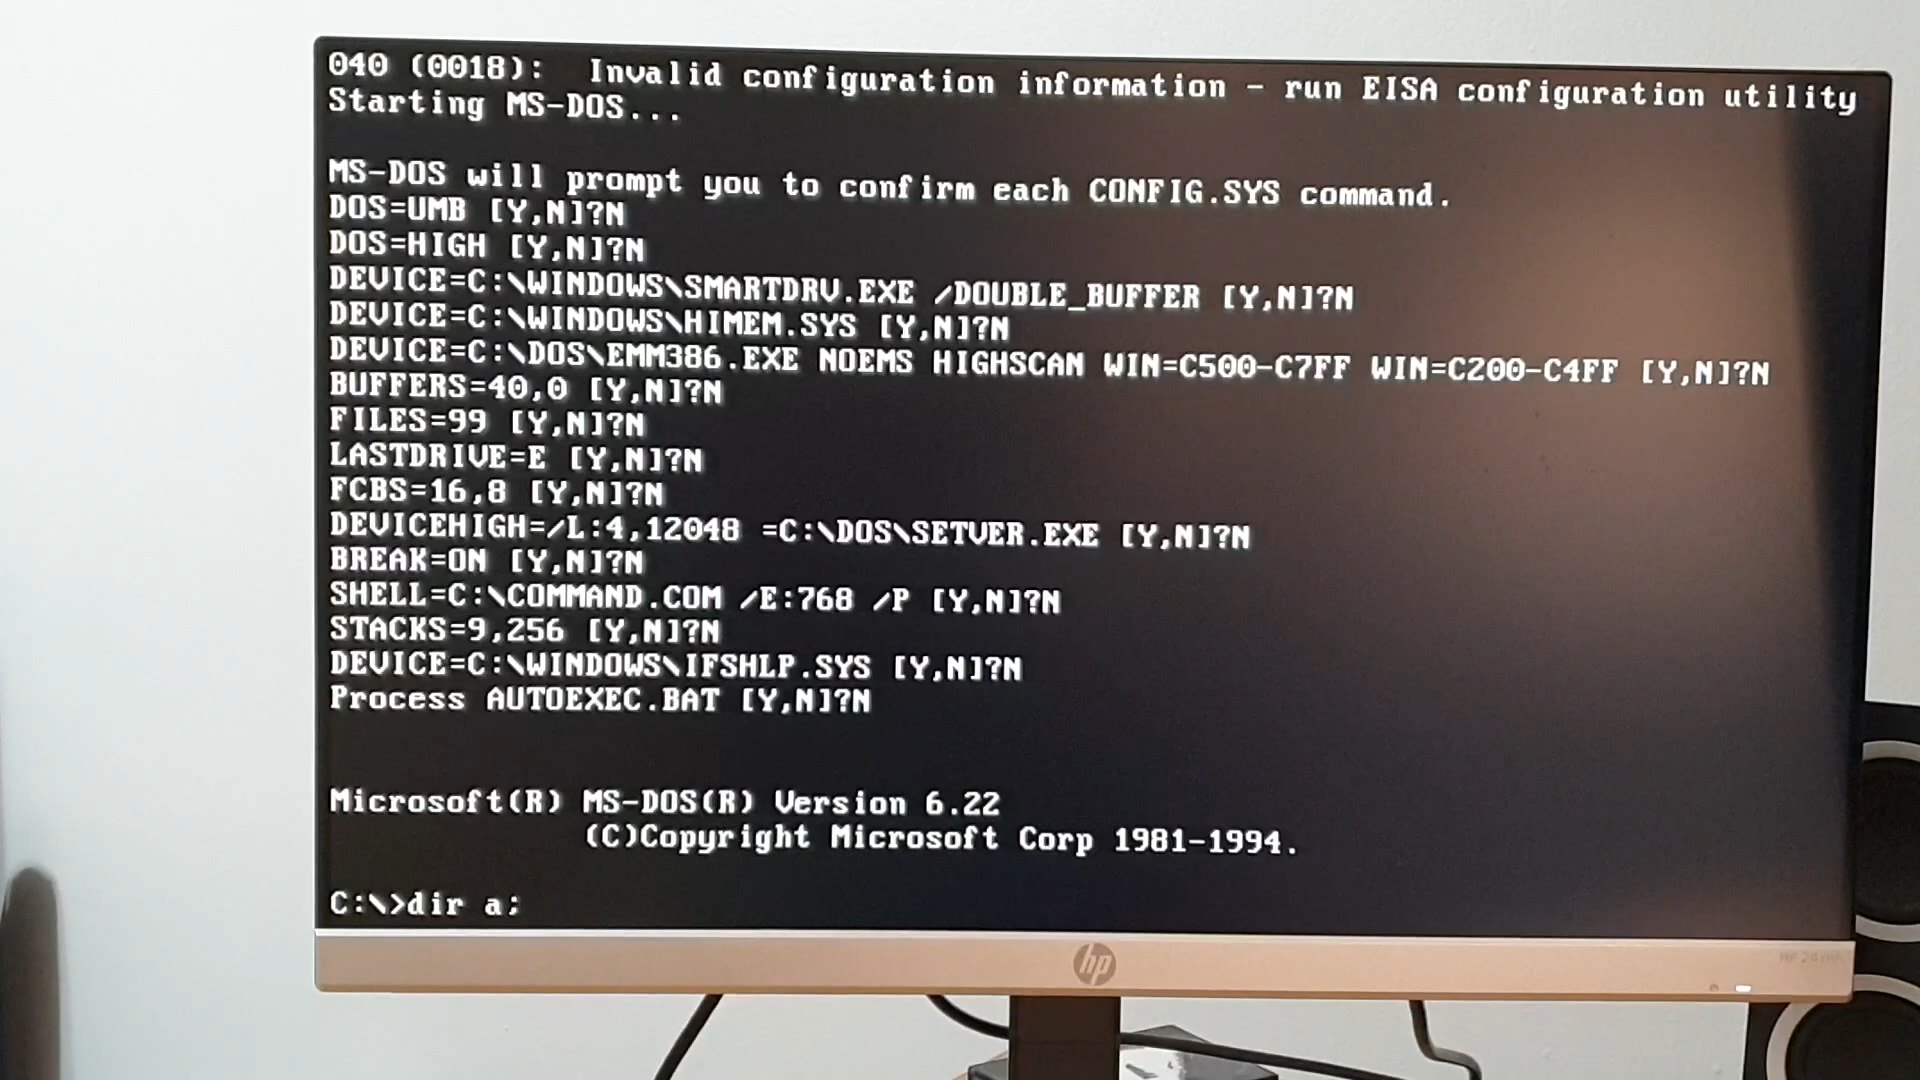 040 (0018):  Invalid configuration information - run EISA configuration utility
Starting MS-DOS...
MS-DOS will prompt you to confirm each CONFIG.SYS command.
DOS=UMB [Y,N]?N
DOS=HIGH [Y,N]?N
DEVICE=C:\WINDOWS\SMARTDRV.EXE /DOUBLE_BUFFER [Y,N]?N
DEVICE=C:\WINDOWS\HIMEM.SYS [Y,N]?N
DEVICE=C:\DOS\EMM386.EXE NOEMS HIGHSCAN WIN=C500-C7FF WIN=C200-C4FF [Y,N]?N
BUFFERS=40,0 [Y,N]?N
FILES=99 [Y,N]?N
LASTDRIVE=E [Y,N]?N
FCBS=16,8 [Y,N]?N
DEVICEHIGH=/L:4,12048 =C:\DOS\SETVER.EXE [Y,N]?N
BREAK=ON [Y,N]?N
SHELL=C:\COMMAND.COM /E:768 /P [Y,N]?N
STACKS=9,256 [Y,N]?N
DEVICE=C:\WINDOWS\IFSHLP.SYS [Y,N]?N
Process AUTOEXEC.BAT [Y,N]?N
Microsoft(R) MS-DOS(R) Version 6.22
(C)Copyright Microsoft Corp 1981-1994.
C:\>dir a;
hp